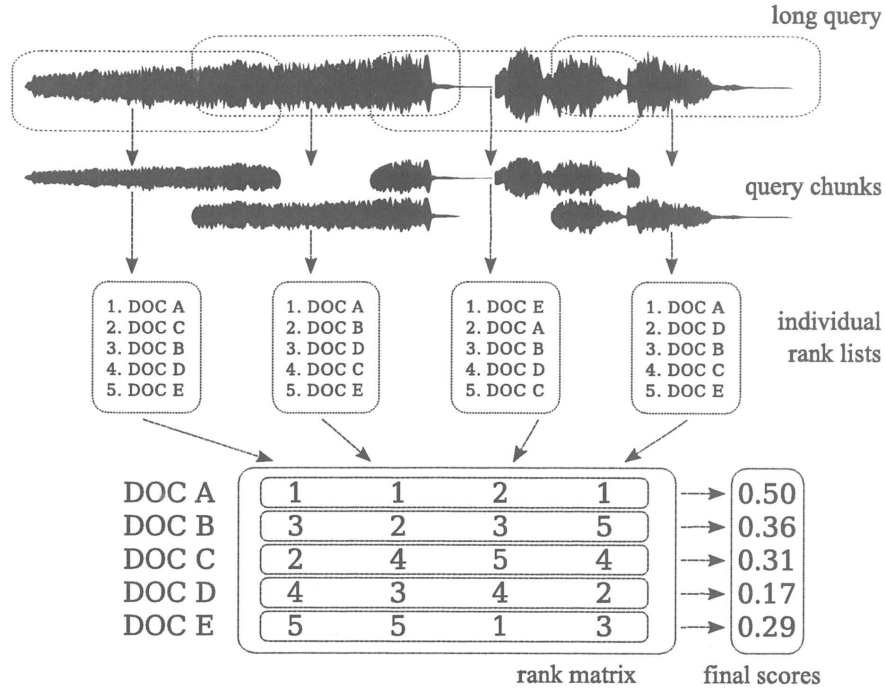 long query
query chunks
1. DOC A
2. DOC C
3. DOC B
4. DOC D
5. DOC E
1. DOC A
2. DOC B
3. DOC D
4. DOC C
5. DOC E
1. DOC E
2. DOC A
3. DOC B
4. DOC D
5. DOC C
1. DOC A
2. DOC D
3. DOC B
4. DOC C
5. DOC E
individual
rank lists
DOC A 1 1 2 1 0.50
DOC B 3 2 3 5 0.36
DOC C 2 4 5 4 0.31
DOC D 4 3 4 2 0.17
DOC E 5 5 1 3 0.29
rank matrix final scores